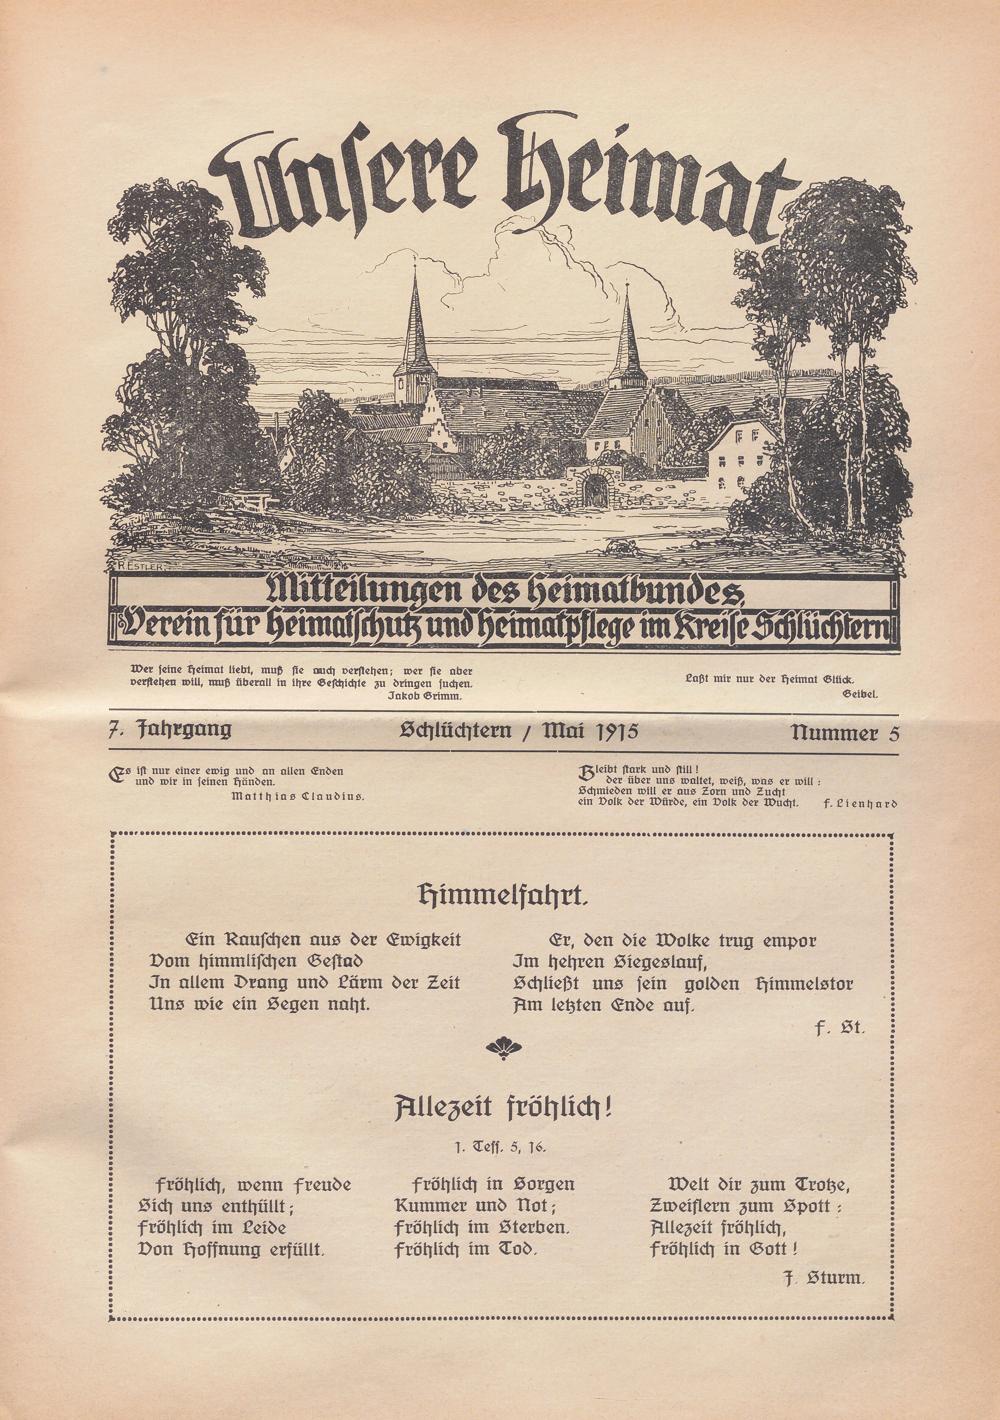 Unsere Heimat
R.ESTLER.
Mitteilungen des Heimatbundes,
Verein für Heimatschutz und Heimatpflege im Kreise Schlüchtern
Wer seine Heimat liebt, muß sie auch verstehen; wer sie aber
verstehen will, muß überall in ihre Geschichte zu dringen suchen.
Jakob Grimm.
Laßt mir nur der Heimat Glück.
Geibel.
7. Jahrgang Schlüchtern / Mai 1915 Nummer 5
Es ist nur einer ewig und an allen Enden
und wir in seinen Händen.
Matthias Claudius.
Bleibt stark und still!
der über uns waltet, weiß, was er will:
Schmieden will er aus Zorn und Zucht
ein Volk der Würde, ein Volk der Wucht. F. Lienhard
Himmelfahrt.
Ein Rauschen aus der Ewigkeit
Vom himmlischen Gestad
In allem Drang und Lärm der Zeit
Uns wie ein Segen naht.
Er, den die Wolke trug empor
Im hehren Siegeslauf,
Schließt uns sein golden Himmelstor
Am letzten Ende auf.
F. St.
Allezeit fröhlich!
1. Tess. 5, 16.
Fröhlich, wenn Freude
Sich uns enthüllt;
Fröhlich im Leide
Von Hoffnung erfüllt.
Fröhlich in Sorgen
Kummer und Not;
Fröhlich im Sterben.
Fröhlich im Tod.
Welt dir zum Trotze,
Zweiflern zum Spott:
Allezeit fröhlich,
Fröhlich in Gott!
J. Sturm.